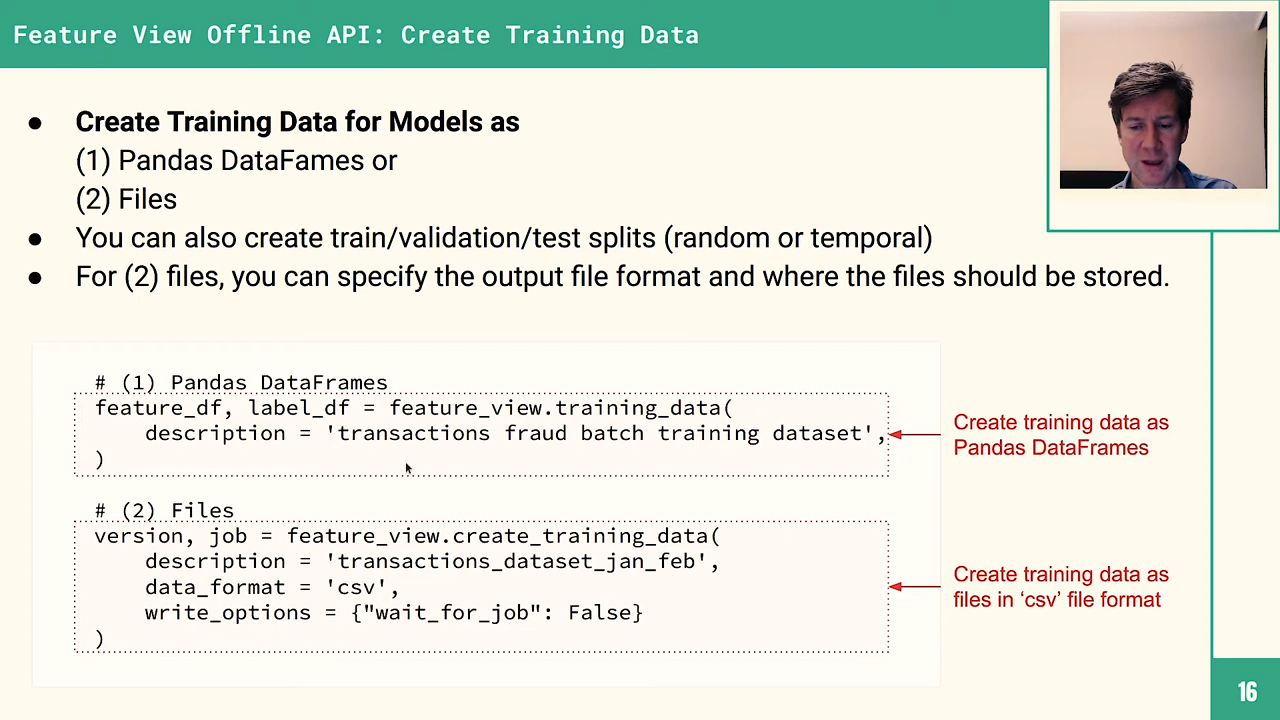 Feature View Offline API: Create Training Data
● Create Training Data for Models as
(1) Pandas DataFames or
(2) Files
● You can also create train/validation/test splits (random or temporal)
● For (2) files, you can specify the output file format and where the files should be stored.
# (1) Pandas DataFrames
feature_df, label_df = feature_view.training_data(
description = 'transactions fraud batch training dataset',
)
Create training data as
Pandas DataFrames
# (2) Files
version, job = feature_view.create_training_data(
description = 'transactions_dataset_jan_feb',
data_format = 'csv',
write_options = {"wait_for_job": False}
)
Create training data as
files in ‘csv’ file format
16